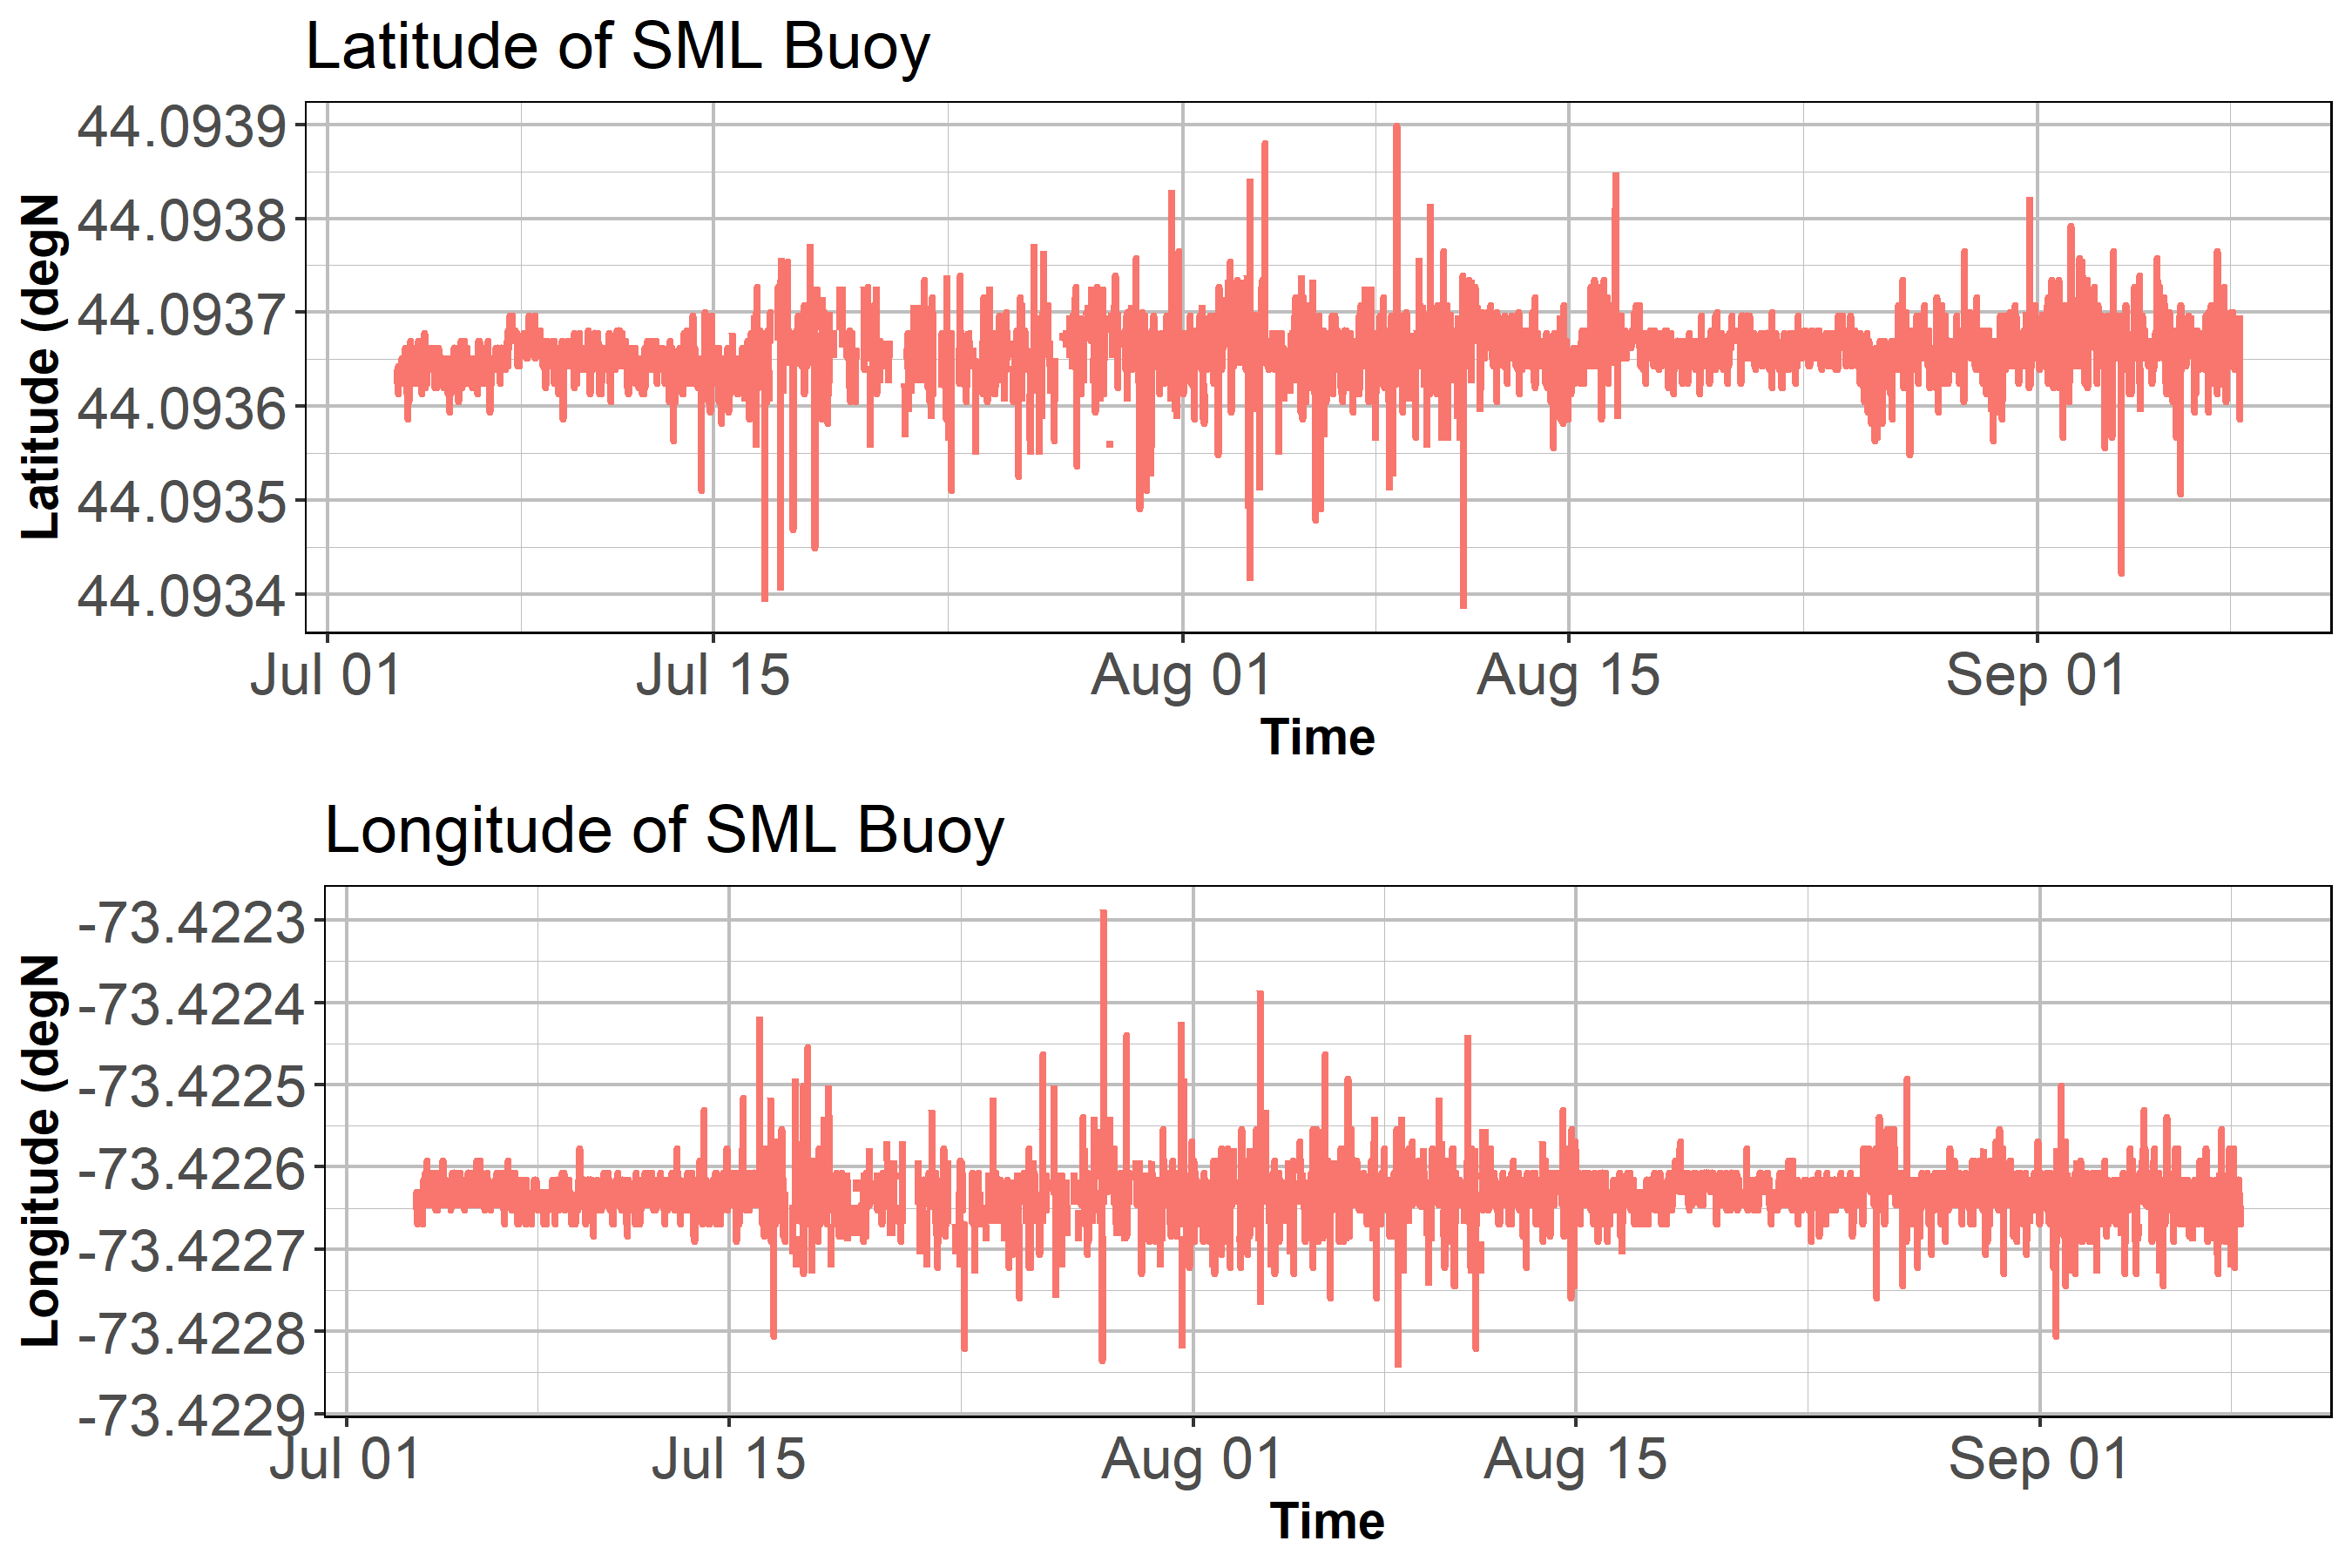 Latitude of SML Buoy
44.0939
44.0938
44.0937
44.0936
44.0935
44.0934
Latitude (degN
Jul 01 Jul 15 Aug 01 Aug 15 Sep 01
Time
Longitude of SML Buoy
-73.4223
-73.4224
-73.4225
-73.4226
-73.4227
-73.4228
-73.4229
Longitude (degN
Jul 01 Jul 15 Aug 01 Aug 15 Sep 01
Time